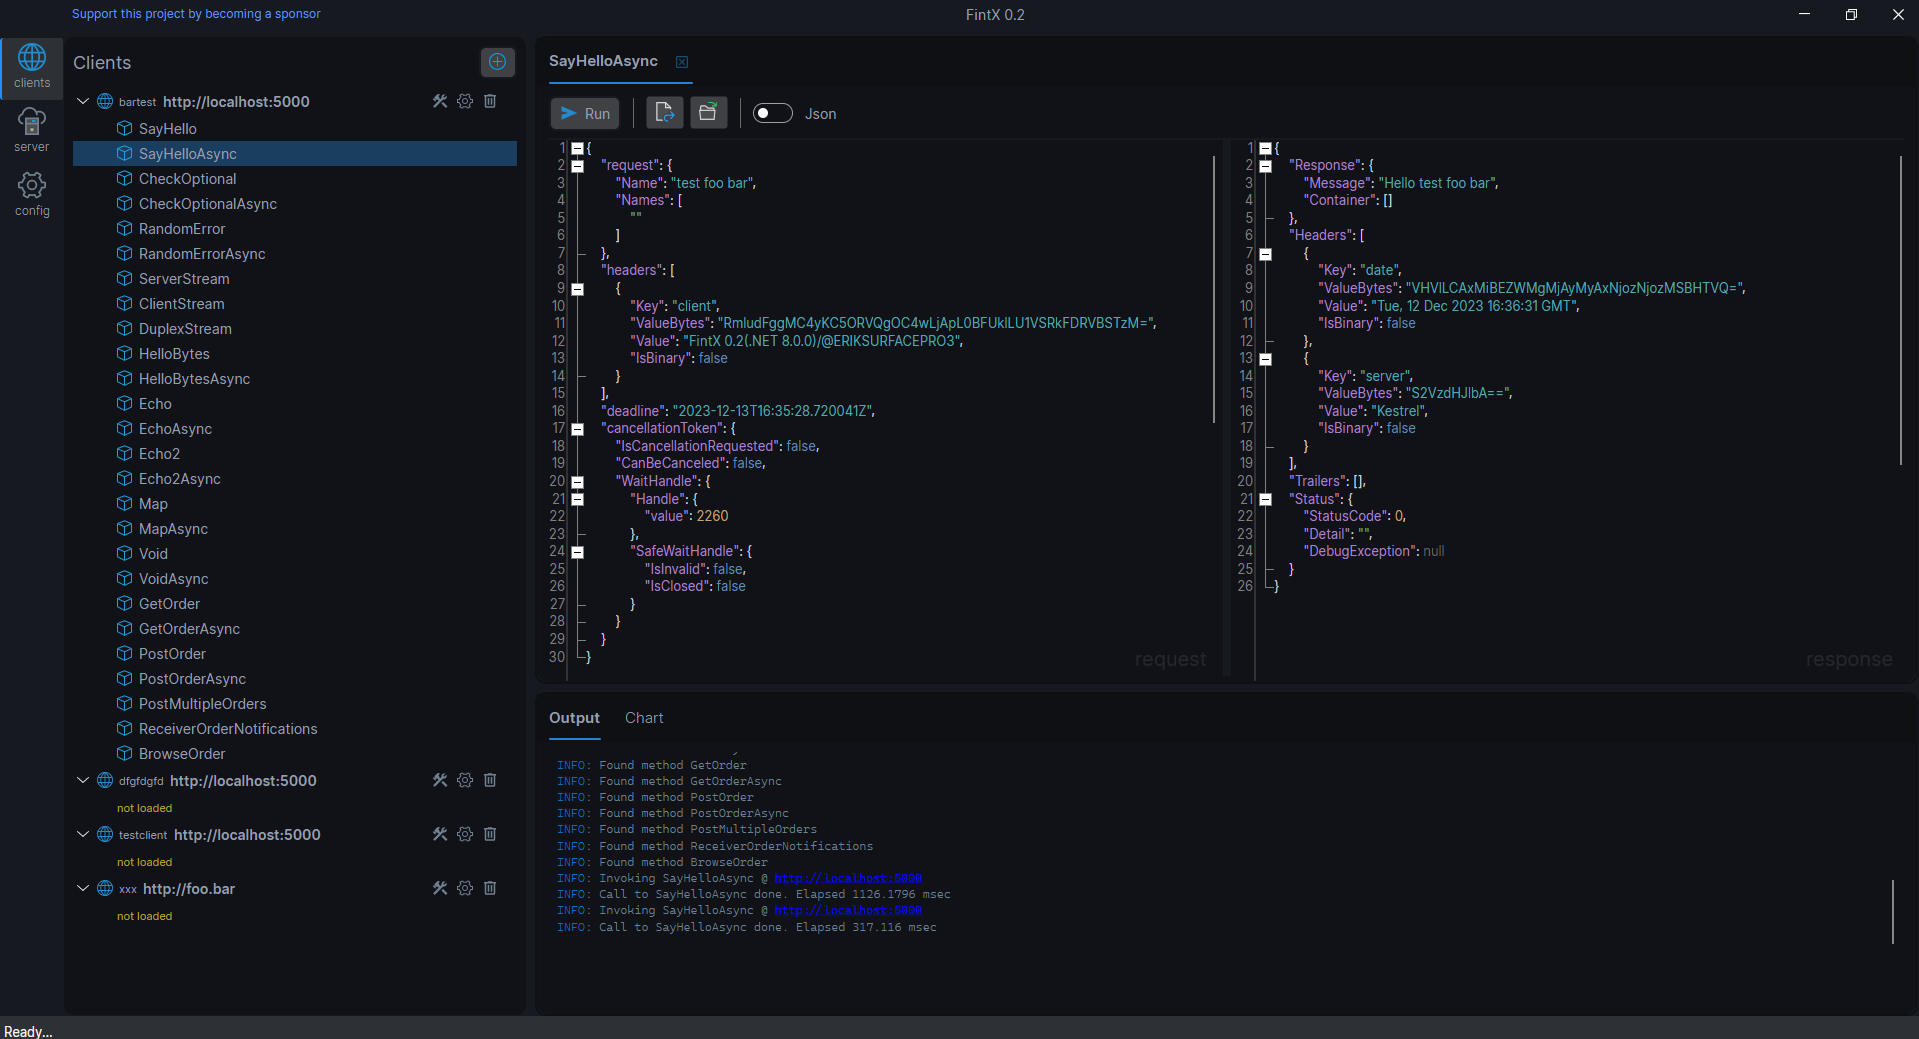 Support this project by becoming a sponsor
FintX 0.2
clients
server
config
Clients
bartest http://localhost:5000
SayHello
SayHelloAsync
CheckOptional
CheckOptionalAsync
RandomError
RandomErrorAsync
ServerStream
ClientStream
DuplexStream
HelloBytes
HelloBytesAsync
Echo
EchoAsync
Echo2
Echo2Async
Map
MapAsync
Void
VoidAsync
GetOrder
GetOrderAsync
PostOrder
PostOrderAsync
PostMultipleOrders
ReceiverOrderNotifications
BrowseOrder
dfgfdgfd http://localhost:5000
not loaded
testclient http://localhost:5000
not loaded
xxx http://foo.bar
not loaded
SayHelloAsync
Run
Json
1 {
2 "request": {
3 "Name": "test foo bar",
4 "Names": [
5 ""
6 ]
7 },
8 "headers": [
9 {
10 "Key": "client",
11 "ValueBytes": "RmludFggMC4yKC5ORVQgOC4wLjApL0BFUklLU1VSRkFDRVBSTzM=",
12 "Value": "FintX 0.2(.NET 8.0.0)/@ERIKSURFACEPRO3",
13 "IsBinary": false
14 }
15 ],
16 "deadline": "2023-12-13T16:35:28.720041Z",
17 "cancellationToken": {
18 "IsCancellationRequested": false,
19 "CanBeCanceled": false,
20 "WaitHandle": {
21 "Handle": {
22 "value": 2260
23 },
24 "SafeWaitHandle": {
25 "IsInvalid": false,
26 "IsClosed": false
27 }
28 }
29 }
30 }
request
1 {
2 "Response": {
3 "Message": "Hello test foo bar",
4 "Container": []
5 },
6 "Headers": [
7 {
8 "Key": "date",
9 "ValueBytes": "VHVlLCAxMiBEZWMgMjAyMyAxNjozNjozMSBHTVQ=",
10 "Value": "Tue, 12 Dec 2023 16:36:31 GMT",
11 "IsBinary": false
12 },
13 {
14 "Key": "server",
15 "ValueBytes": "S2VzdHJlbA==",
16 "Value": "Kestrel",
17 "IsBinary": false
18 }
19 ],
20 "Trailers": [],
21 "Status": {
22 "StatusCode": 0,
23 "Detail": "",
24 "DebugException": null
25 }
26 }
response
Output Chart
INFO: Found method GetOrder
INFO: Found method GetOrderAsync
INFO: Found method PostOrder
INFO: Found method PostOrderAsync
INFO: Found method PostMultipleOrders
INFO: Found method ReceiverOrderNotifications
INFO: Found method BrowseOrder
INFO: Invoking SayHelloAsync @ http://localhost:5000
INFO: Call to SayHelloAsync done. Elapsed 1126.1796 msec
INFO: Invoking SayHelloAsync @ http://localhost:5000
INFO: Call to SayHelloAsync done. Elapsed 317.116 msec
Ready...